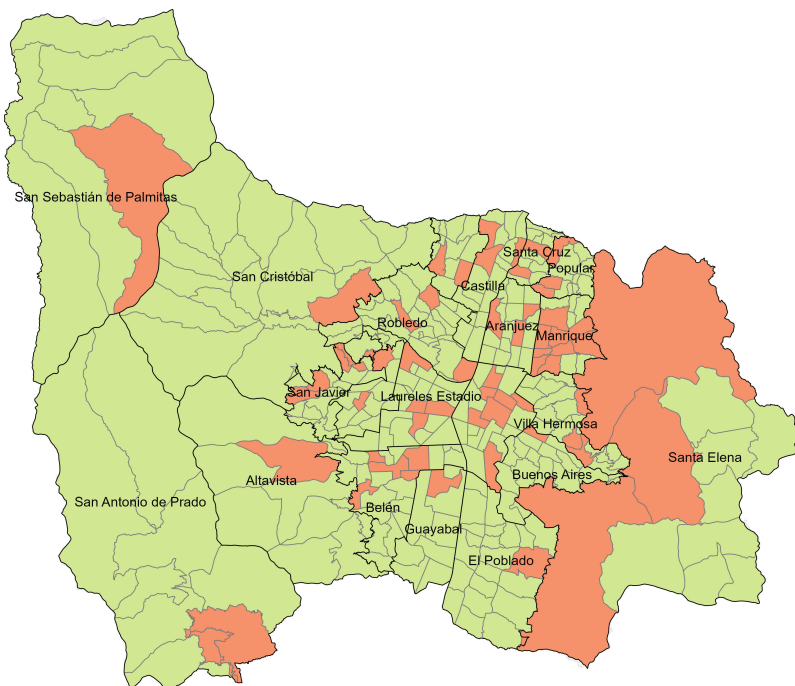 San Sebastián de Palmitas
San Cristóbal
Santa Cruz
Popular
Castilla
Robledo
Aranjuez
Manrique
San Javier
Laureles Estadio
Villa Hermosa
Santa Elena
Buenos Aires
Altavista
San Antonio de Prado
Belén
Guayabal
El Poblado